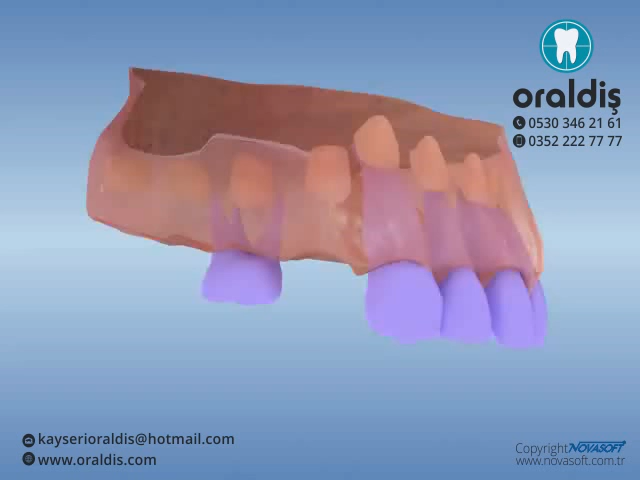 oraldiş
0530 346 21 61
0352 222 77 77
kayserioraldis@hotmail.com
www.oraldis.com
Copyright NOVASOFT
www.novasoft.com.tr